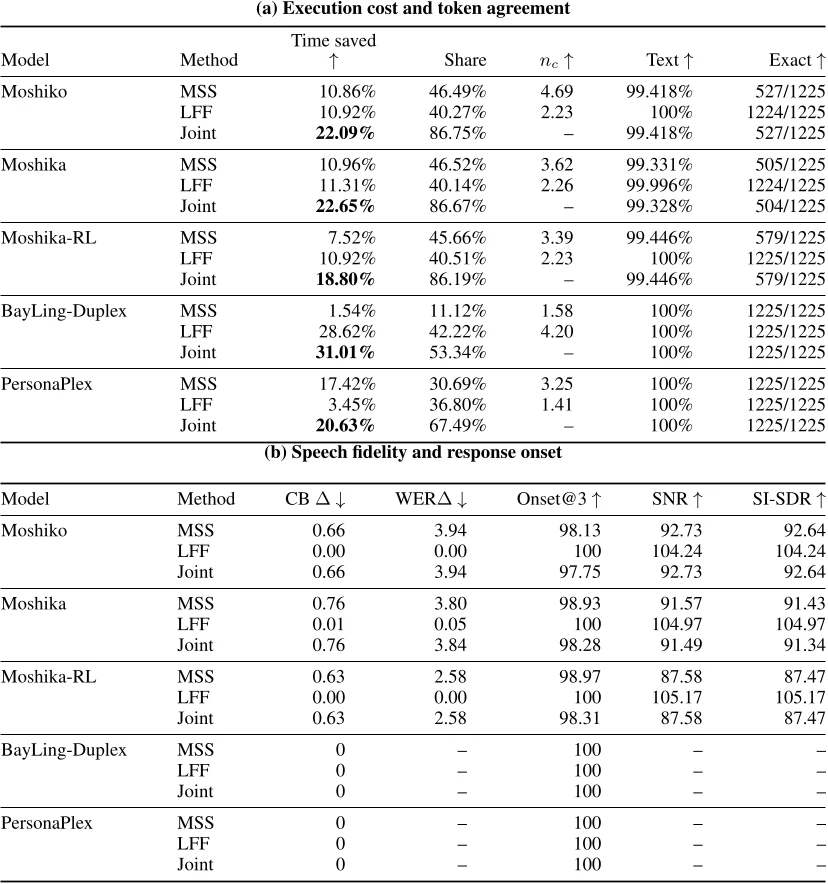 (a) Execution cost and token agreement
Time saved
Model Method ↑ Share n_c ↑ Text ↑ Exact ↑
Moshiko MSS 10.86% 46.49% 4.69 99.418% 527/1225
LFF 10.92% 40.27% 2.23 100% 1224/1225
Joint 22.09% 86.75% – 99.418% 527/1225
Moshika MSS 10.96% 46.52% 3.62 99.331% 505/1225
LFF 11.31% 40.14% 2.26 99.996% 1224/1225
Joint 22.65% 86.67% – 99.328% 504/1225
Moshika-RL MSS 7.52% 45.66% 3.39 99.446% 579/1225
LFF 10.92% 40.51% 2.23 100% 1225/1225
Joint 18.80% 86.19% – 99.446% 579/1225
BayLing-Duplex MSS 1.54% 11.12% 1.58 100% 1225/1225
LFF 28.62% 42.22% 4.20 100% 1225/1225
Joint 31.01% 53.34% – 100% 1225/1225
PersonaPlex MSS 17.42% 30.69% 3.25 100% 1225/1225
LFF 3.45% 36.80% 1.41 100% 1225/1225
Joint 20.63% 67.49% – 100% 1225/1225
(b) Speech fidelity and response onset
Model Method CB Δ ↓ WERΔ ↓ Onset@3 ↑ SNR ↑ SI-SDR ↑
Moshiko MSS 0.66 3.94 98.13 92.73 92.64
LFF 0.00 0.00 100 104.24 104.24
Joint 0.66 3.94 97.75 92.73 92.64
Moshika MSS 0.76 3.80 98.93 91.57 91.43
LFF 0.01 0.05 100 104.97 104.97
Joint 0.76 3.84 98.28 91.49 91.34
Moshika-RL MSS 0.63 2.58 98.97 87.58 87.47
LFF 0.00 0.00 100 105.17 105.17
Joint 0.63 2.58 98.31 87.58 87.47
BayLing-Duplex MSS 0 – 100 – –
LFF 0 – 100 – –
Joint 0 – 100 – –
PersonaPlex MSS 0 – 100 – –
LFF 0 – 100 – –
Joint 0 – 100 – –